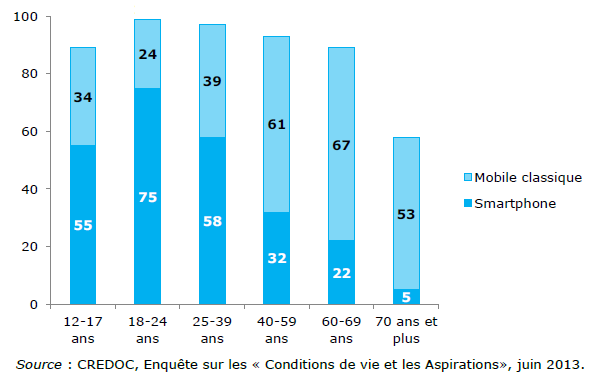 100
80
60
40
20
0
34
24
39
61
67
53
55
75
58
32
22
5
Mobile classique
Smartphone
12-17 ans
18-24 ans
25-39 ans
40-59 ans
60-69 ans
70 ans et plus
Source : CREDOC, Enquête sur les « Conditions de vie et les Aspirations», juin 2013.